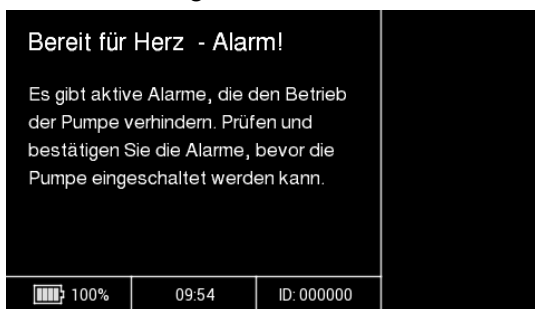 Bereit für Herz - Alarm!
Es gibt aktive Alarme, die den Betrieb
der Pumpe verhindern. Prüfen und
bestätigen Sie die Alarme, bevor die
Pumpe eingeschaltet werden kann.
100% 09:54 ID: 000000